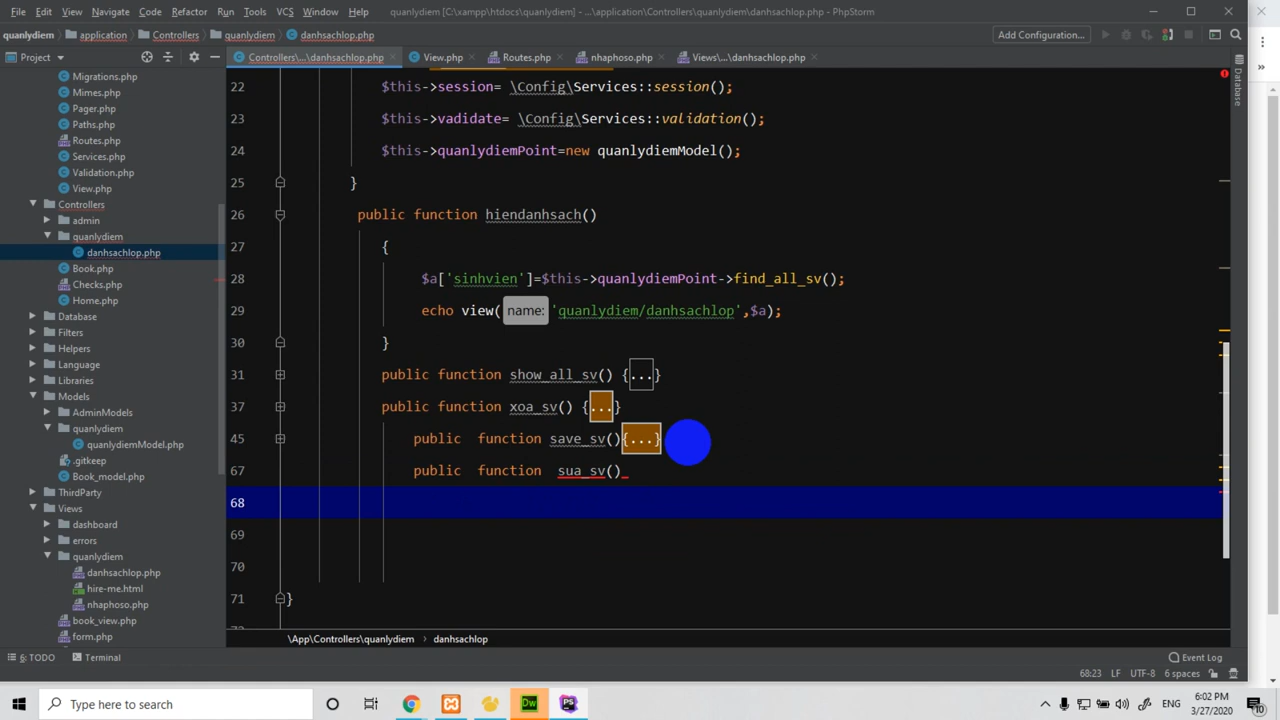 File Edit View Navigate Code Refactor Run Tools VCS Window Help quanlydiem [C:\xampp\htdocs\quanlydiem] - ...\application\Controllers\quanlydiem\danhsachlop.php - PhpStorm
quanlydiem application Controllers quanlydiem danhsachlop.php Add Configuration...
Project Controllers\...\danhsachlop.php View.php Routes.php nhaphoso.php Views\...\danhsachlop.php
Migrations.php
Mimes.php
Pager.php
Paths.php
Routes.php
Services.php
Validation.php
View.php
Controllers
admin
quanlydiem
danhsachlop.php
Book.php
Checks.php
Home.php
Database
Filters
Helpers
Language
Libraries
Models
AdminModels
quanlydiem
quanlydiemModel.php
.gitkeep
Book_model.php
ThirdParty
Views
dashboard
errors
quanlydiem
danhsachlop.php
hire-me.html
nhaphoso.php
book_view.php
form.php
22 $this->session= \Config\Services::session();
23 $this->vadidate= \Config\Services::validation();
24 $this->quanlydiemPoint=new quanlydiemModel();
25 }
26 public function hiendanhsach()
27 {
28 $a['sinhvien']=$this->quanlydiemPoint->find_all_sv();
29 echo view( name: 'quanlydiem/danhsachlop',$a);
30 }
31 public function show_all_sv() {...}
37 public function xoa_sv() {...}
45 public function save_sv(){...}
67 public function sua_sv()
68
69
70
71 }
Database
\App\Controllers\quanlydiem › danhsachlop
6: TODO Terminal Event Log
68:23 LF UTF-8 6 spaces
Type here to search
Dw
PS
ENG
6:02 PM
3/27/2020
10